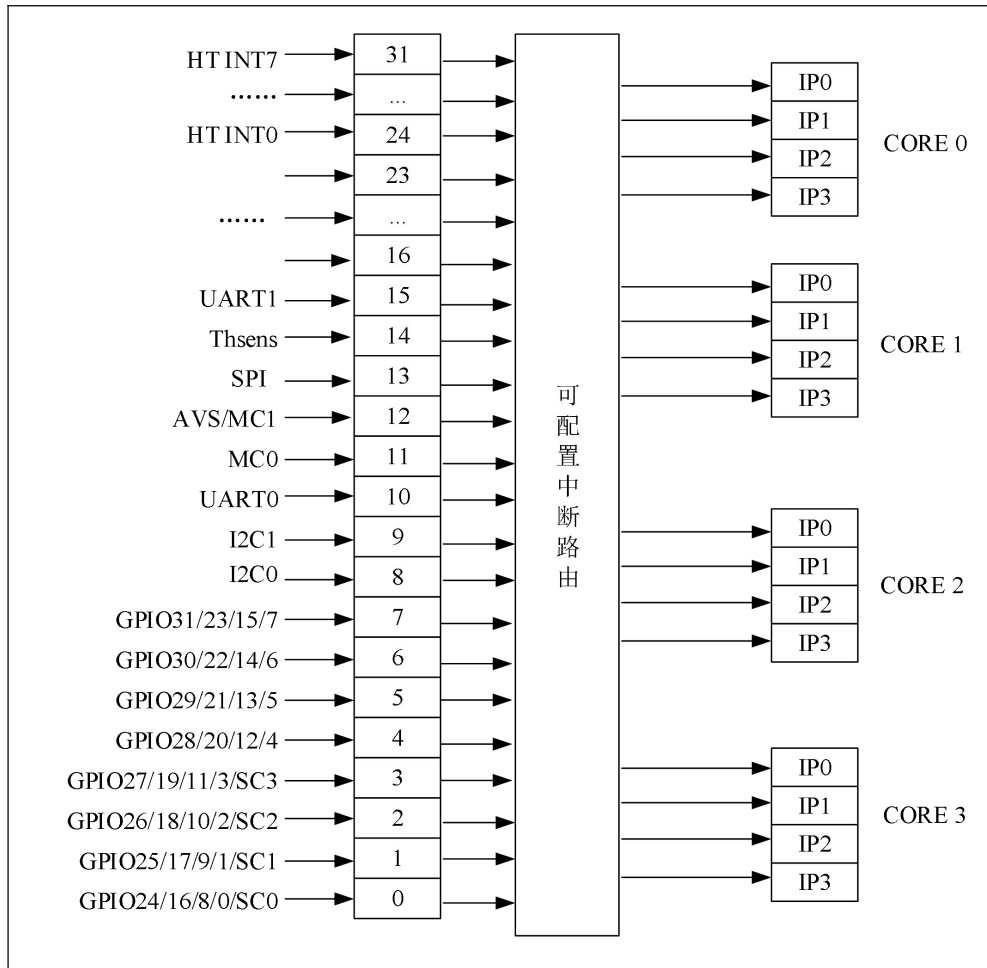 HT INT7
31
......
...
HT INT0
24
23
......
...
16
UART1
15
Thsens
14
SPI
13
AVS/MC1
12
MC0
11
UART0
10
I2C1
9
I2C0
8
GPIO31/23/15/7
7
GPIO30/22/14/6
6
GPIO29/21/13/5
5
GPIO28/20/12/4
4
GPIO27/19/11/3/SC3
3
GPIO26/18/10/2/SC2
2
GPIO25/17/9/1/SC1
1
GPIO24/16/8/0/SC0
0
可配置中断路由
IP0
IP1
IP2
IP3
CORE 0
IP0
IP1
IP2
IP3
CORE 1
IP0
IP1
IP2
IP3
CORE 2
IP0
IP1
IP2
IP3
CORE 3